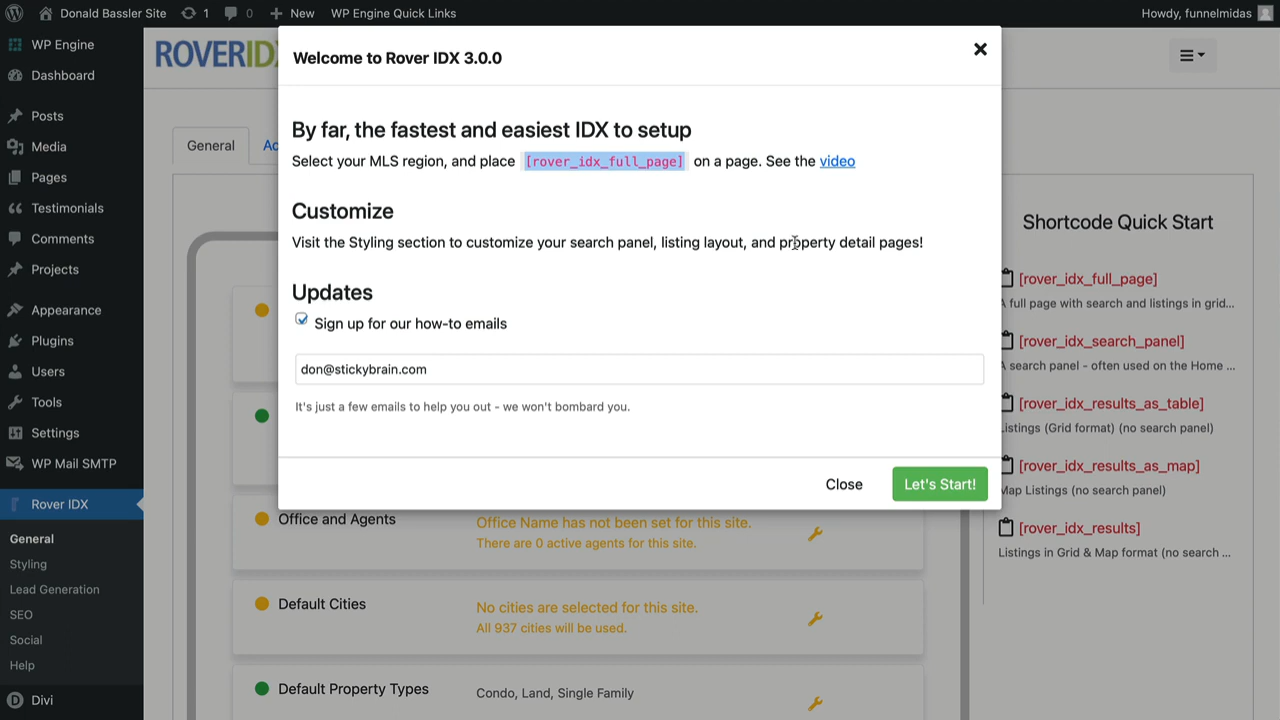 Donald Bassler Site 1 0 New WP Engine Quick Links Howdy, funnelmidas
WP Engine
Dashboard
Posts
Media
Pages
Testimonials
Comments
Projects
Appearance
Plugins
Users
Tools
Settings
WP Mail SMTP
Rover IDX
General
Styling
Lead Generation
SEO
Social
Help
Divi
ROVERID
General
Welcome to Rover IDX 3.0.0
By far, the fastest and easiest IDX to setup
Select your MLS region, and place [rover_idx_full_page] on a page. See the video
Customize
Visit the Styling section to customize your search panel, listing layout, and property detail pages!
Updates
Sign up for our how-to emails
don@stickybrain.com
It's just a few emails to help you out - we won't bombard you.
Close Let's Start!
Office and Agents
Office Name has not been set for this site.
There are 0 active agents for this site.
Default Cities
No cities are selected for this site.
All 937 cities will be used.
Default Property Types
Condo, Land, Single Family
Shortcode Quick Start
[rover_idx_full_page]
A full page with search and listings in grid...
[rover_idx_search_panel]
A search panel - often used on the Home ...
[rover_idx_results_as_table]
Listings (Grid format) (no search panel)
[rover_idx_results_as_map]
Map Listings (no search panel)
[rover_idx_results]
Listings in Grid & Map format (no search ...